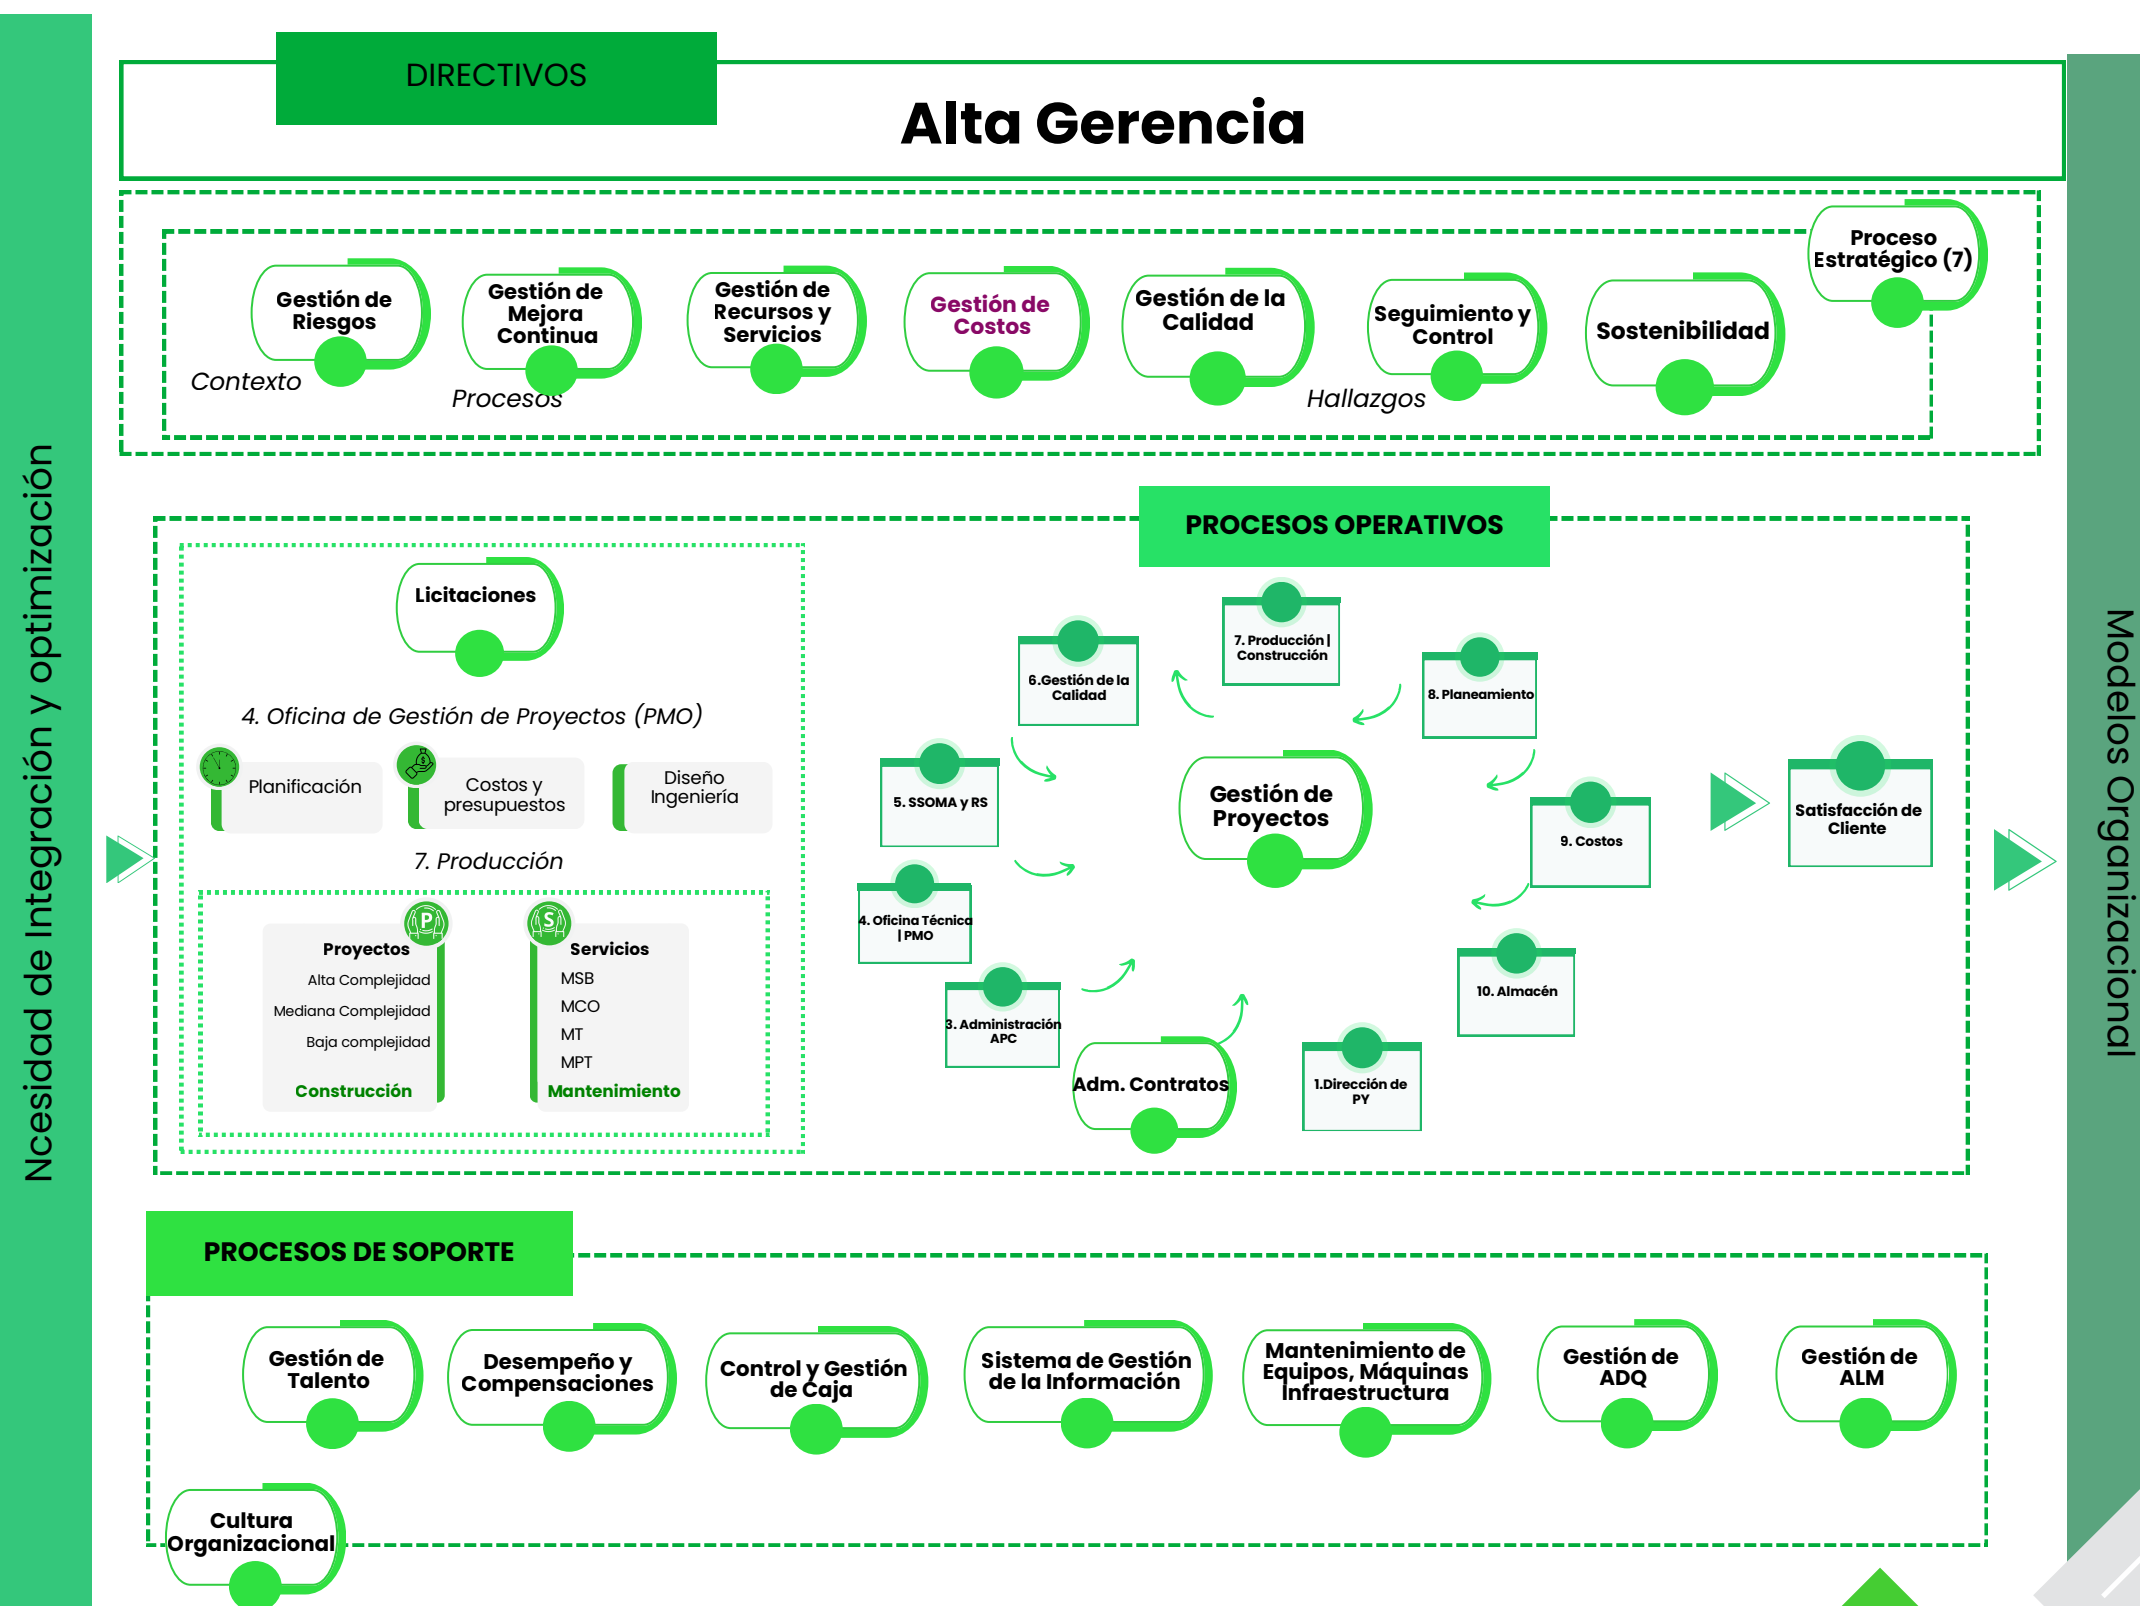 DIRECTIVOS
Alta Gerencia
Proceso
Estratégico (7)
Gestión de
Riesgos
Gestión de
Mejora
Continua
Gestión de
Recursos y
Servicios
Gestión de
Costos
Gestión de la
Calidad
Seguimiento y
Control
Sostenibilidad
Contexto
Procesos
Hallazgos
Ncesidad de Integración y optimización
PROCESOS OPERATIVOS
Licitaciones
4. Oficina de Gestión de Proyectos (PMO)
Planificación
Costos y
presupuestos
Diseño
Ingeniería
7. Producción
P
Proyectos
Alta Complejidad
Mediana Complejidad
Baja complejidad
Construcción
S
Servicios
MSB
MCO
MT
MPT
Mantenimiento
7. Producción |
Construcción
6.Gestión de la
Calidad
8. Planeamiento
5. SSOMA y RS
Gestión de
Proyectos
9. Costos
4. Oficina Técnica
| PMO
10. Almacén
3. Administración
APC
Adm. Contratos
1.Dirección de
PY
Satisfacción de
Cliente
Modelos Organizacional
PROCESOS DE SOPORTE
Gestión de
Talento
Desempeño y
Compensaciones
Control y Gestión
de Caja
Sistema de Gestión
de la Información
Mantenimiento de
Equipos, Máquinas
Infraestructura
Gestión de
ADQ
Gestión de
ALM
Cultura
Organizacional